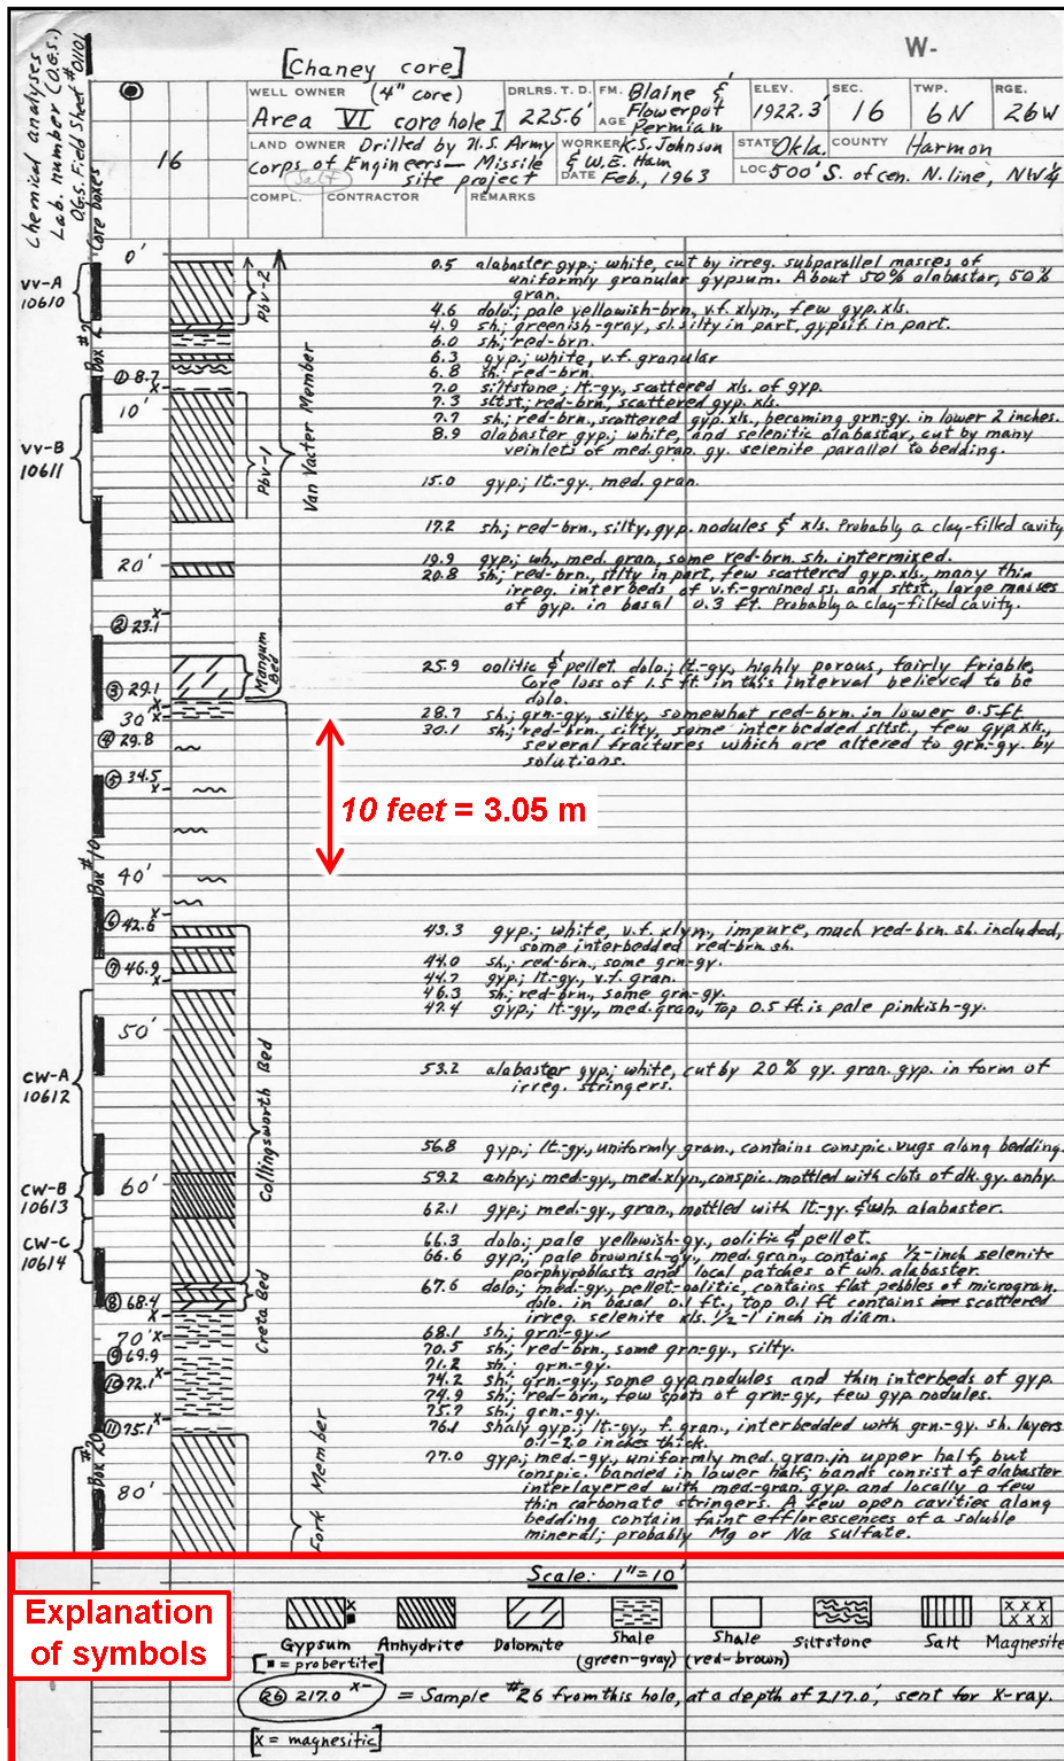 W-
[Chaney core]
Chemical analyses
Lab. number (O.G.S.)
O.G.S. Field Sheet #01101
Core boxes
16
WELL OWNER (4" core)
Area VI core hole I
DRLRS. T. D.
225.6'
FM. Blaine &
Flowerpot
AGE Permian
ELEV.
1922.3'
SEC.
16
TWP.
6N
RGE.
26W
LAND OWNER Drilled by U.S. Army
Corps of Engineers — Missile
Salt site project
WORKER K.S. Johnson
& W.E. Ham
DATE Feb., 1963
STATE Okla.
COUNTY Harmon
LOC. 500' S. of cen. N. line, NW¼
COMPL.
CONTRACTOR
REMARKS
0'
VV-A
10610
Pbv-2
0.5 alabaster gyp.; white, cut by irreg. subparallel masses of
uniformly granular gypsum. About 50% alabaster, 50%
gran.
4.6 dolo.; pale yellowish-brn, v.f. xlyn., few gyp. xls.
4.9 sh.; greenish-gray, sl. silty in part, gypsif. in part.
6.0 sh.; red-brn.
6.3 gyp.; white, v.f. granular
6.8 sh.; red-brn.
7.0 siltstone; lt.-gy., scattered xls. of gyp.
7.3 sltst.; red-brn., scattered gyp. xls.
7.7 sh.; red-brn., scattered gyp. xls., becoming grn-gy. in lower 2 inches.
8.9 alabaster gyp.; white, and selenitic alabaster, cut by many
veinlets of med. gran. gy. selenite parallel to bedding.
15.0 gyp.; lt.-gy., med. gran.
17.2 sh.; red-brn., silty, gyp. nodules & xls. Probably a clay-filled cavity
19.9 gyp.; wh., med. gran., some red-brn. sh. intermixed.
20.8 sh.; red-brn., silty in part, few scattered gyp. xls., many thin
irreg. interbeds of v.f.-grained ss. and sltst., large masses
of gyp. in basal 0.3 ft. Probably a clay-filled cavity.
Box #2
① 8.7
x
10'
VV-B
10611
Pbv-1
Van Vacter Member
20'
x
② 23.1
Mangum
Bed
③ 29.1
x
30' x
④ 29.8
25.9 oolitic & pellet dolo.; lt.-gy., highly porous, fairly friable.
Core loss of 1.5 ft. in this interval believed to be
dolo.
28.7 sh.; grn-gy., silty, somewhat red-brn. in lower 0.5 ft
30.1 sh.; red-brn., silty, some interbedded sltst., few gyp. xls.,
several fractures which are altered to grn-gy. by
solutions.
10 feet = 3.05 m
⑤ 34.5
x
Box #10
40'
x
⑥ 42.6
⑦ 46.9
x
43.3 gyp.; white, v.f. xlyn., impure, much red-brn. sh. included,
some interbedded red-brn sh.
44.0 sh.; red-brn., some grn-gy.
44.7 gyp.; lt.-gy., v.f. gran.
46.3 sh.; red-brn., some grn-gy.
47.4 gyp.; lt.-gy., med. gran., Top 0.5 ft. is pale pinkish-gy.
50'
CW-A
10612
Collingsworth Bed
53.2 alabaster gyp.; white, cut by 20% gy. gran. gyp. in form of
irreg. stringers.
56.8 gyp.; lt.-gy., uniformly gran., contains conspic. vugs along bedding.
59.2 anhy.; med.-gy., med. xlyn., conspic. mottled with clots of dk. gy. anhy.
60'
CW-B
10613
62.1 gyp.; med.-gy., gran., mottled with lt.-gy. & wh. alabaster.
CW-C
10614
66.3 dolo.; pale yellowish-gy., oolitic & pellet.
66.6 gyp.; pale brownish-gy., med. gran., contains ½-inch selenite
porphyroblasts and local patches of wh. alabaster.
67.6 dolo.; med.-gy., pellet-oolitic, contains flat pebbles of microgran.
dolo. in basal 0.1 ft., top 0.1 ft contains scattered
irreg. selenite xls. ½-1 inch in diam.
Creta Bed
⑧ 68.4
x
70' x
⑨ 69.9
⑩ 72.1 x
⑪ 75.1 x
68.1 sh.; grn.-gy.
70.5 sh.; red-brn., some grn-gy., silty.
71.2 sh.; grn.-gy.
74.2 sh.; grn.-gy., some gyp. nodules and thin interbeds of gyp.
74.9 sh.; red-brn., few spots of grn-gy., few gyp. nodules.
75.7 sh.; grn.-gy.
76.1 shaly gyp.; lt.-gy., f. gran., interbedded with grn.-gy. sh. layers
0.1-2.0 inches thick.
77.0 gyp.; med.-gy., uniformly med. gran. in upper half, but
conspic. banded in lower half; bands consist of alabaster
interlayered with med.-gran. gyp. and locally a few
thin carbonate stringers. A few open cavities along
bedding contain faint efflorescences of a soluble
mineral; probably Mg or Na sulfate.
Box #20
80'
Fork Member
Scale: 1"=10'
Explanation
of symbols
Gypsum
Anhydrite
Dolomite
Shale
(green-gray)
Shale
(red-brown)
Siltstone
Salt
Magnesite
[■ = probertite]
㉖ 217.0 x- = Sample #26 from this hole, at a depth of 217.0', sent for X-ray.
[x = magnesitic]